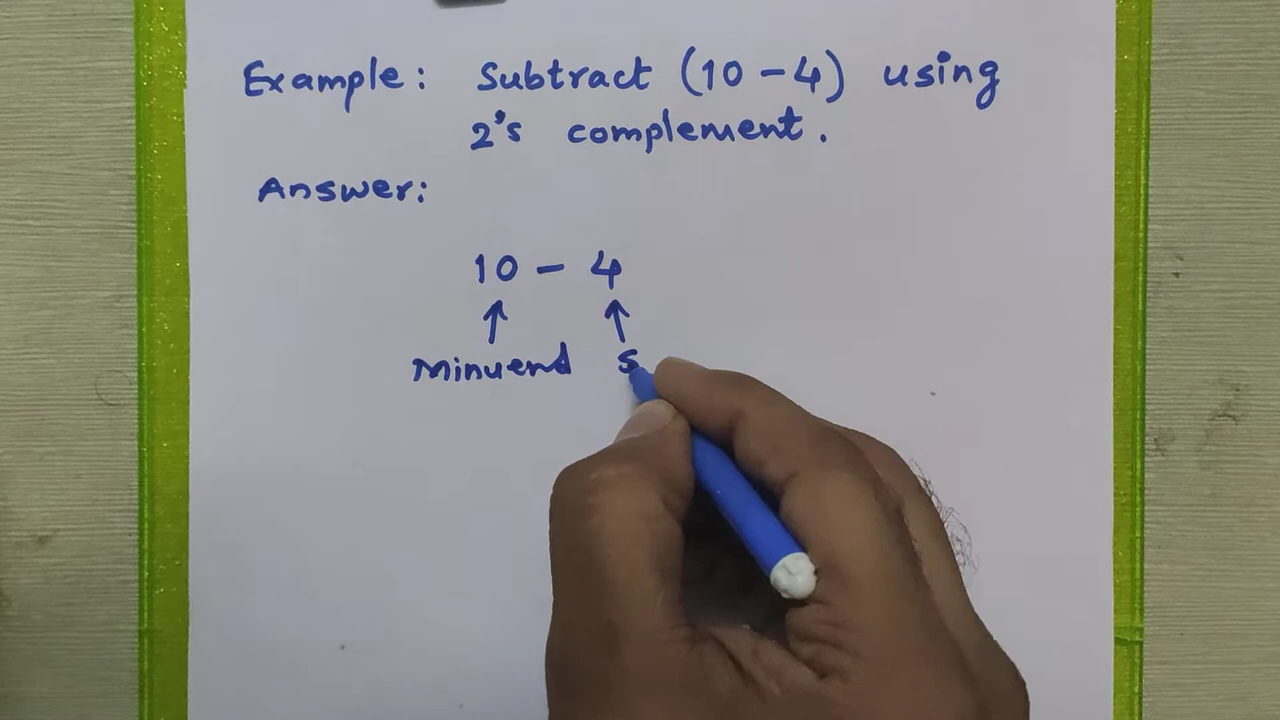 Example: Subtract (10 - 4) using
2's complement.
Answer:
10 - 4
↑ ↑
Minuend S